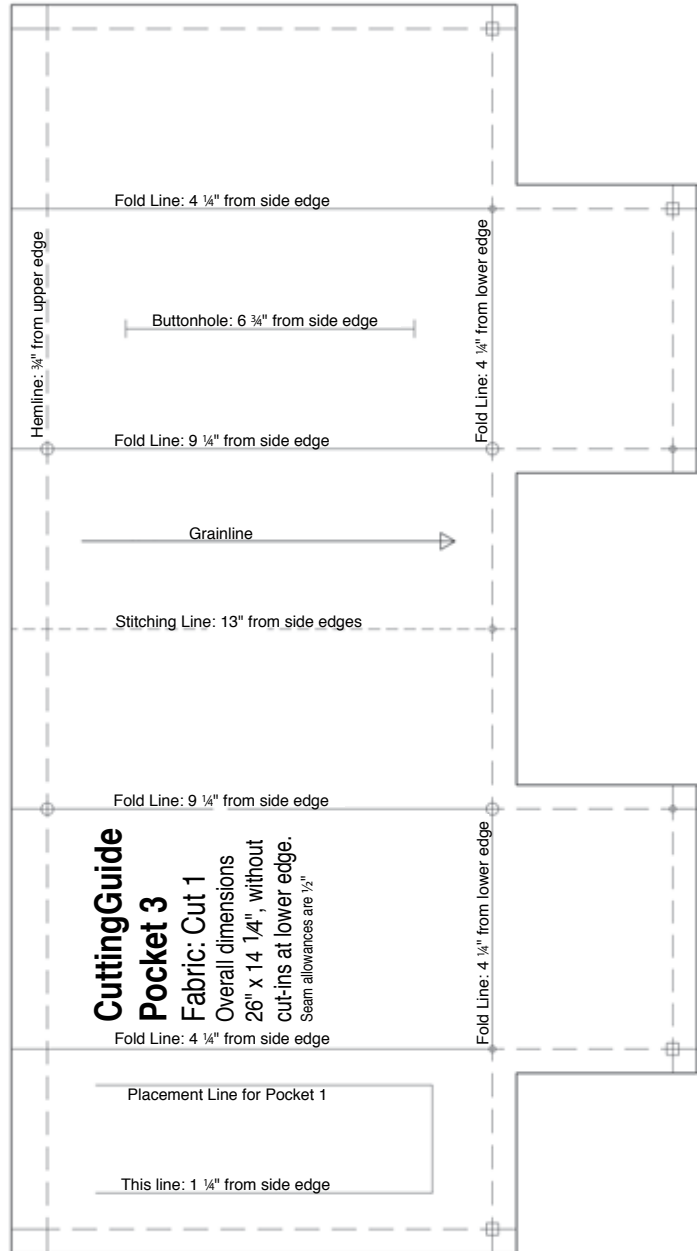 Fold Line: 4 ¼" from side edge
Hemline: ¾" from upper edge
Fold Line: 4 ¼" from lower edge
Buttonhole: 6 ¾" from side edge
Fold Line: 9 ¼" from side edge
Grainline
Stitching Line: 13" from side edges
Fold Line: 9 ¼" from side edge
CuttingGuide
Pocket 3
Fabric: Cut 1
Overall dimensions
26" x 14 1/4", without
cut-ins at lower edge.
Seam allowances are ½"
Fold Line: 4 ¼" from lower edge
Fold Line: 4 ¼" from side edge
Placement Line for Pocket 1
This line: 1 ¼" from side edge